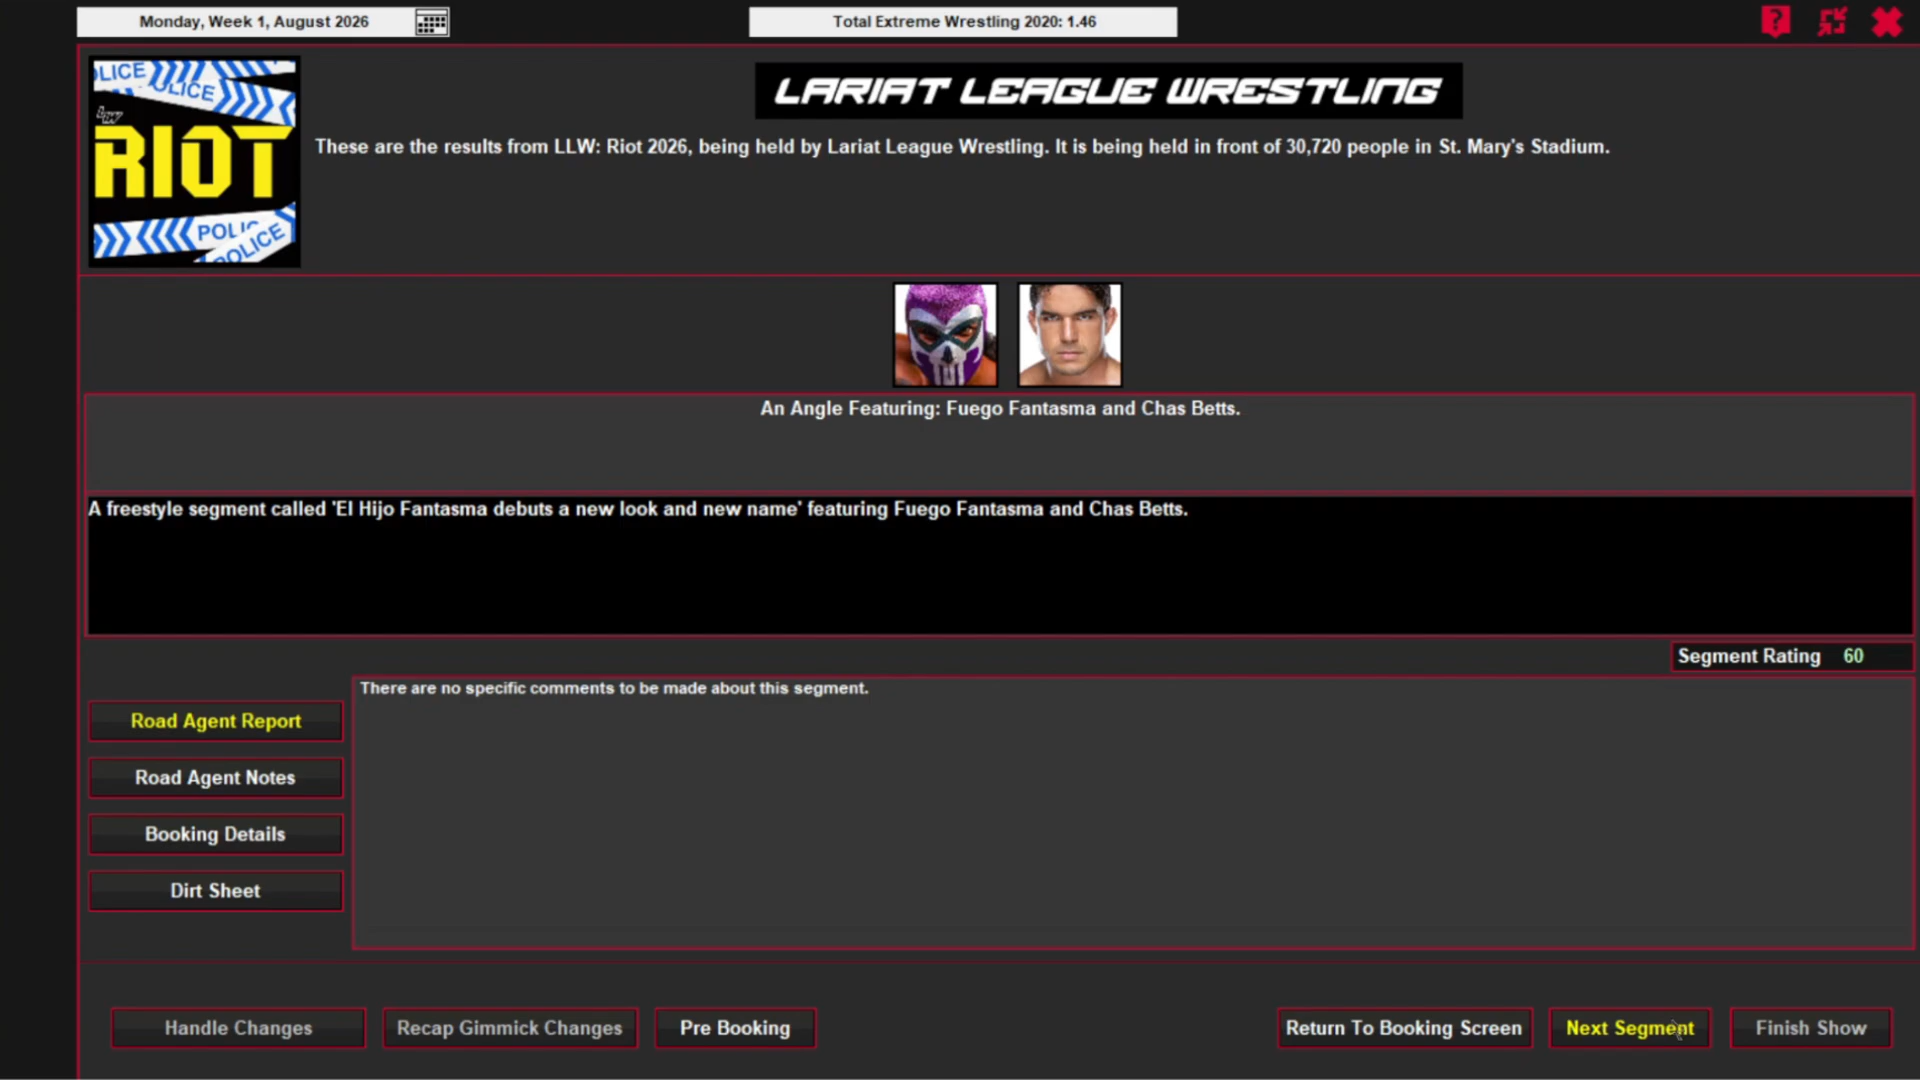 Monday, Week 1, August 2026
Total Extreme Wrestling 2020: 1.46
?
LICE
OLICE
LLW
RIOT
POLIC
POLICE
LARIAT LEAGUE WRESTLING
These are the results from LLW: Riot 2026, being held by Lariat League Wrestling. It is being held in front of 30,720 people in St. Mary's Stadium.
An Angle Featuring: Fuego Fantasma and Chas Betts.
A freestyle segment called 'El Hijo Fantasma debuts a new look and new name' featuring Fuego Fantasma and Chas Betts.
Segment Rating 60
There are no specific comments to be made about this segment.
Road Agent Report
Road Agent Notes
Booking Details
Dirt Sheet
Handle Changes
Recap Gimmick Changes
Pre Booking
Return To Booking Screen
Next Segment
Finish Show